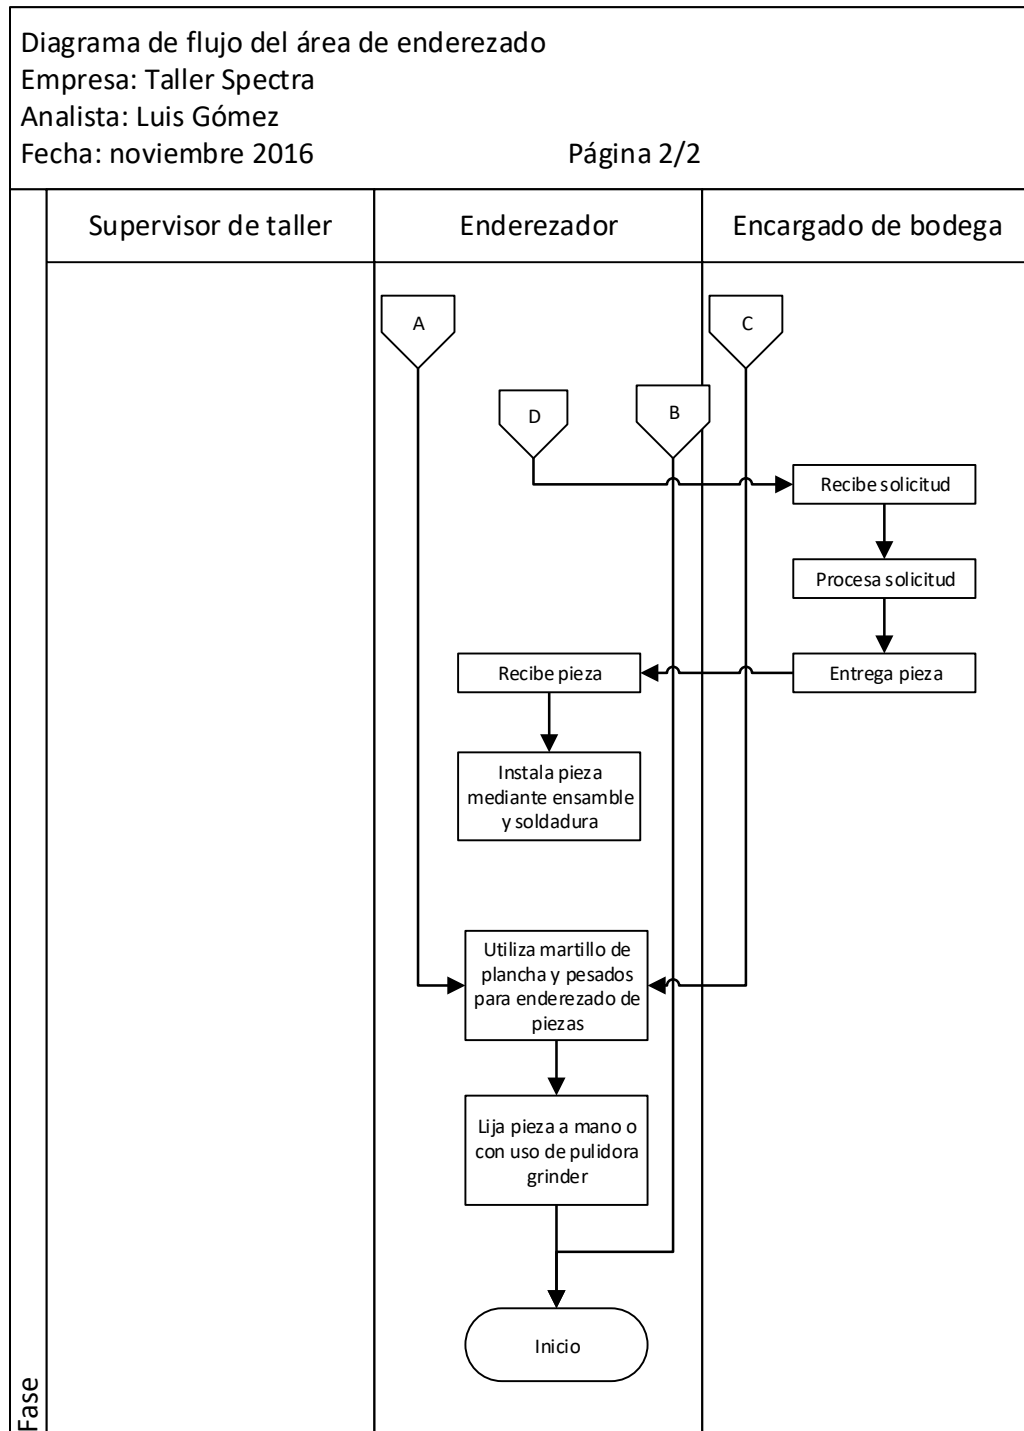 Diagrama de flujo del área de enderezado
Empresa: Taller Spectra
Analista: Luis Gómez
Fecha: noviembre 2016 Página 2/2
Supervisor de taller
Enderezador
Encargado de bodega
A
C
D
B
Recibe solicitud
Procesa solicitud
Entrega pieza
Recibe pieza
Instala pieza
mediante ensamble
y soldadura
Utiliza martillo de
plancha y pesados
para enderezado de
piezas
Lija pieza a mano o
con uso de pulidora
grinder
Inicio
Fase